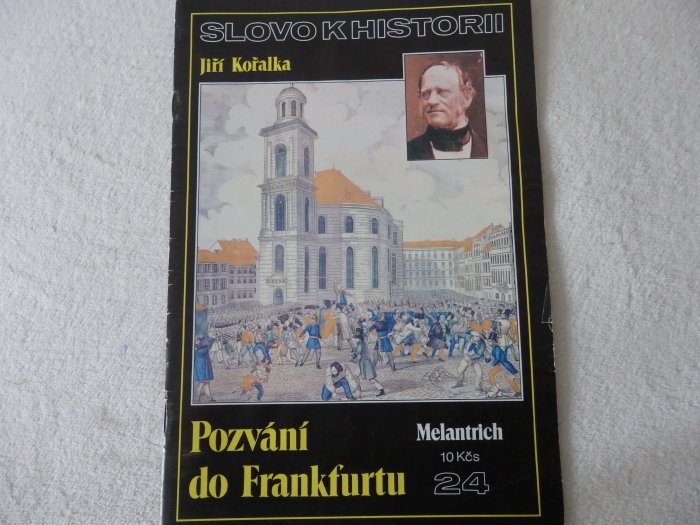 SLOVO K HISTORII
Jiří Kořalka
Pozvání
do Frankfurtu
Melantrich
10 Kčs
24